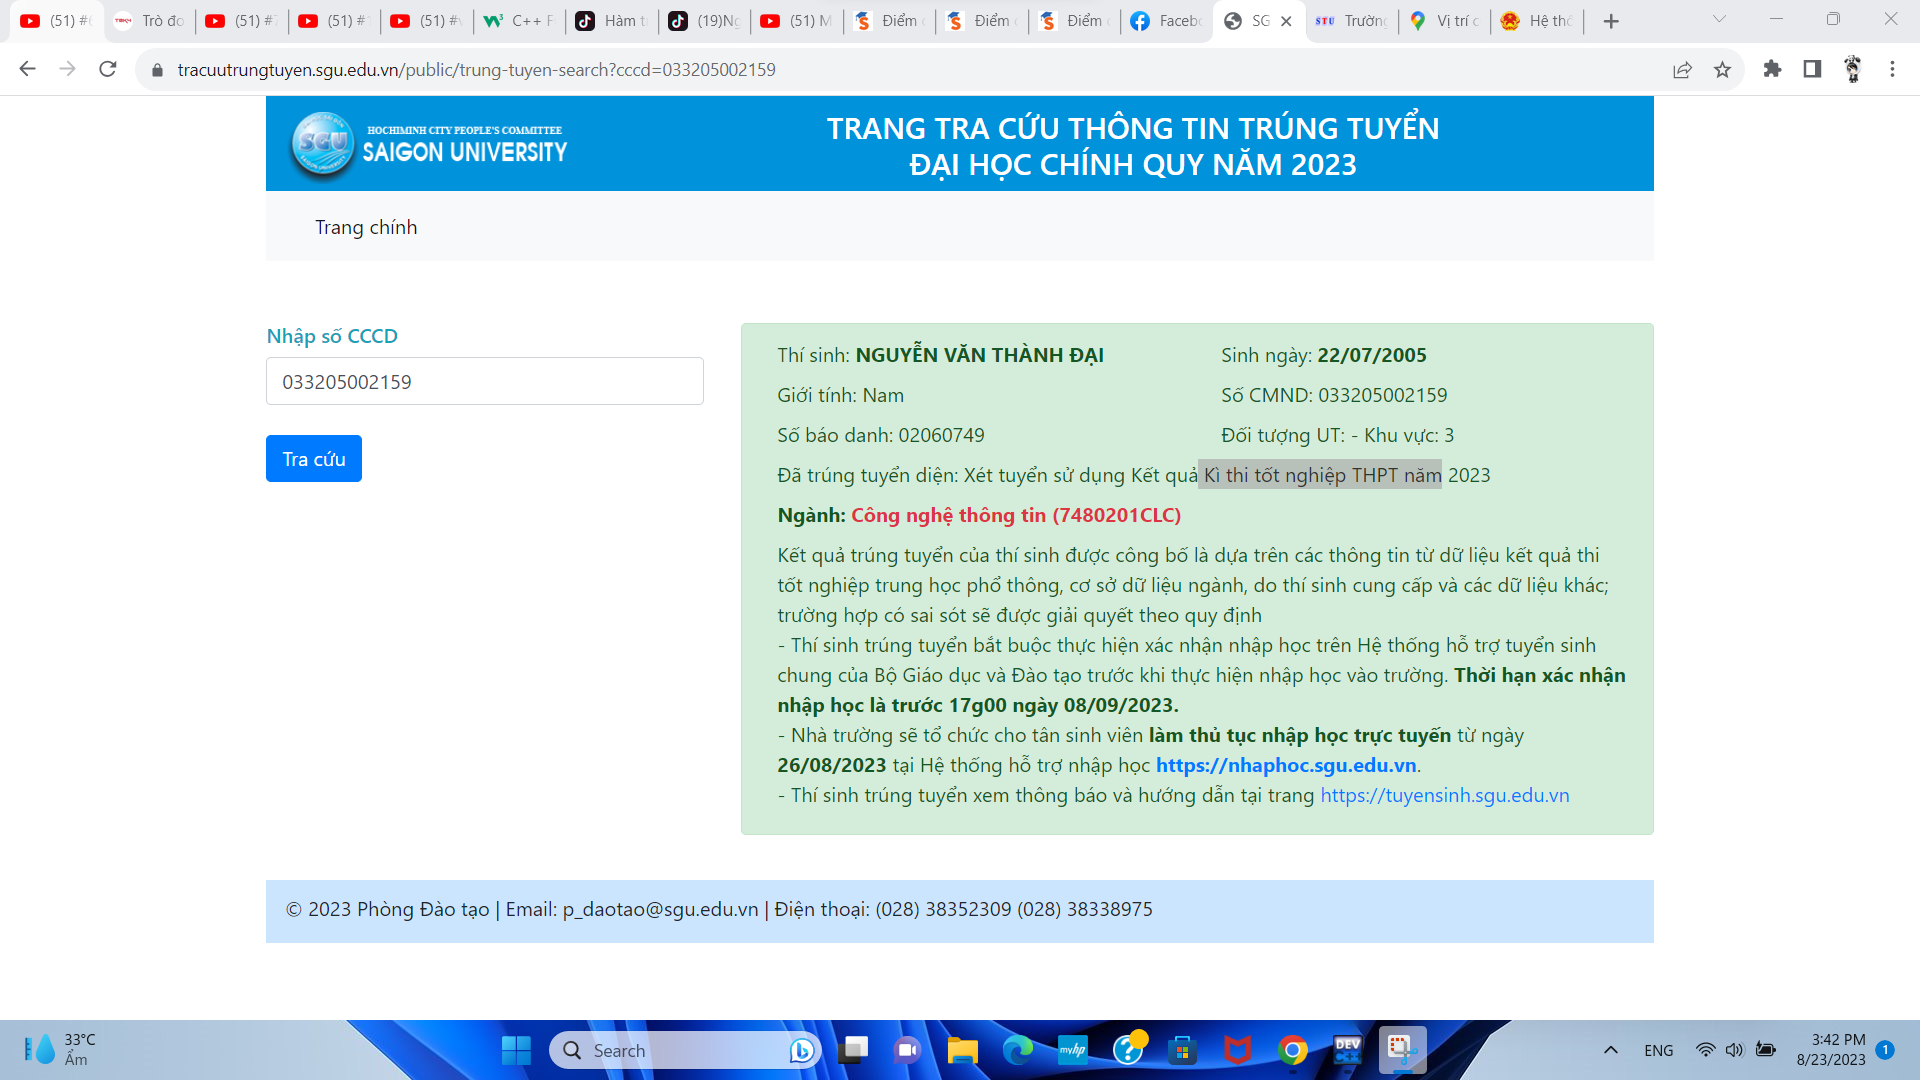 (51) #6
Trò đo
(51) #7
(51) #1
(51) #v
C++ F
Hàm t
(19)Ng
(51) M
Điểm c
Điểm c
Điểm c
Facebo
SG
STU Trường
Vị trí c
Hệ thố
tracuutrungtuyen.sgu.edu.vn/public/trung-tuyen-search?cccd=033205002159
SGU
HOCHIMINH CITY PEOPLE'S COMMITTEE
SAIGON UNIVERSITY
TRANG TRA CỨU THÔNG TIN TRÚNG TUYỂN
ĐẠI HỌC CHÍNH QUY NĂM 2023
Trang chính
Nhập số CCCD
033205002159
Tra cứu
Thí sinh: NGUYỄN VĂN THÀNH ĐẠI
Sinh ngày: 22/07/2005
Giới tính: Nam
Số CMND: 033205002159
Số báo danh: 02060749
Đối tượng UT: - Khu vực: 3
Đã trúng tuyển diện: Xét tuyển sử dụng Kết quả Kì thi tốt nghiệp THPT năm 2023
Ngành: Công nghệ thông tin (7480201CLC)
Kết quả trúng tuyển của thí sinh được công bố là dựa trên các thông tin từ dữ liệu kết quả thi
tốt nghiệp trung học phổ thông, cơ sở dữ liệu ngành, do thí sinh cung cấp và các dữ liệu khác;
trường hợp có sai sót sẽ được giải quyết theo quy định
- Thí sinh trúng tuyển bắt buộc thực hiện xác nhận nhập học trên Hệ thống hỗ trợ tuyển sinh
chung của Bộ Giáo dục và Đào tạo trước khi thực hiện nhập học vào trường. Thời hạn xác nhận
nhập học là trước 17g00 ngày 08/09/2023.
- Nhà trường sẽ tổ chức cho tân sinh viên làm thủ tục nhập học trực tuyến từ ngày
26/08/2023 tại Hệ thống hỗ trợ nhập học https://nhaphoc.sgu.edu.vn.
- Thí sinh trúng tuyển xem thông báo và hướng dẫn tại trang https://tuyensinh.sgu.edu.vn
© 2023 Phòng Đào tạo | Email: p_daotao@sgu.edu.vn | Điện thoại: (028) 38352309 (028) 38338975
33°C
Ẩm
Search
myhp
DEV
C++
ENG
3:42 PM
8/23/2023
1